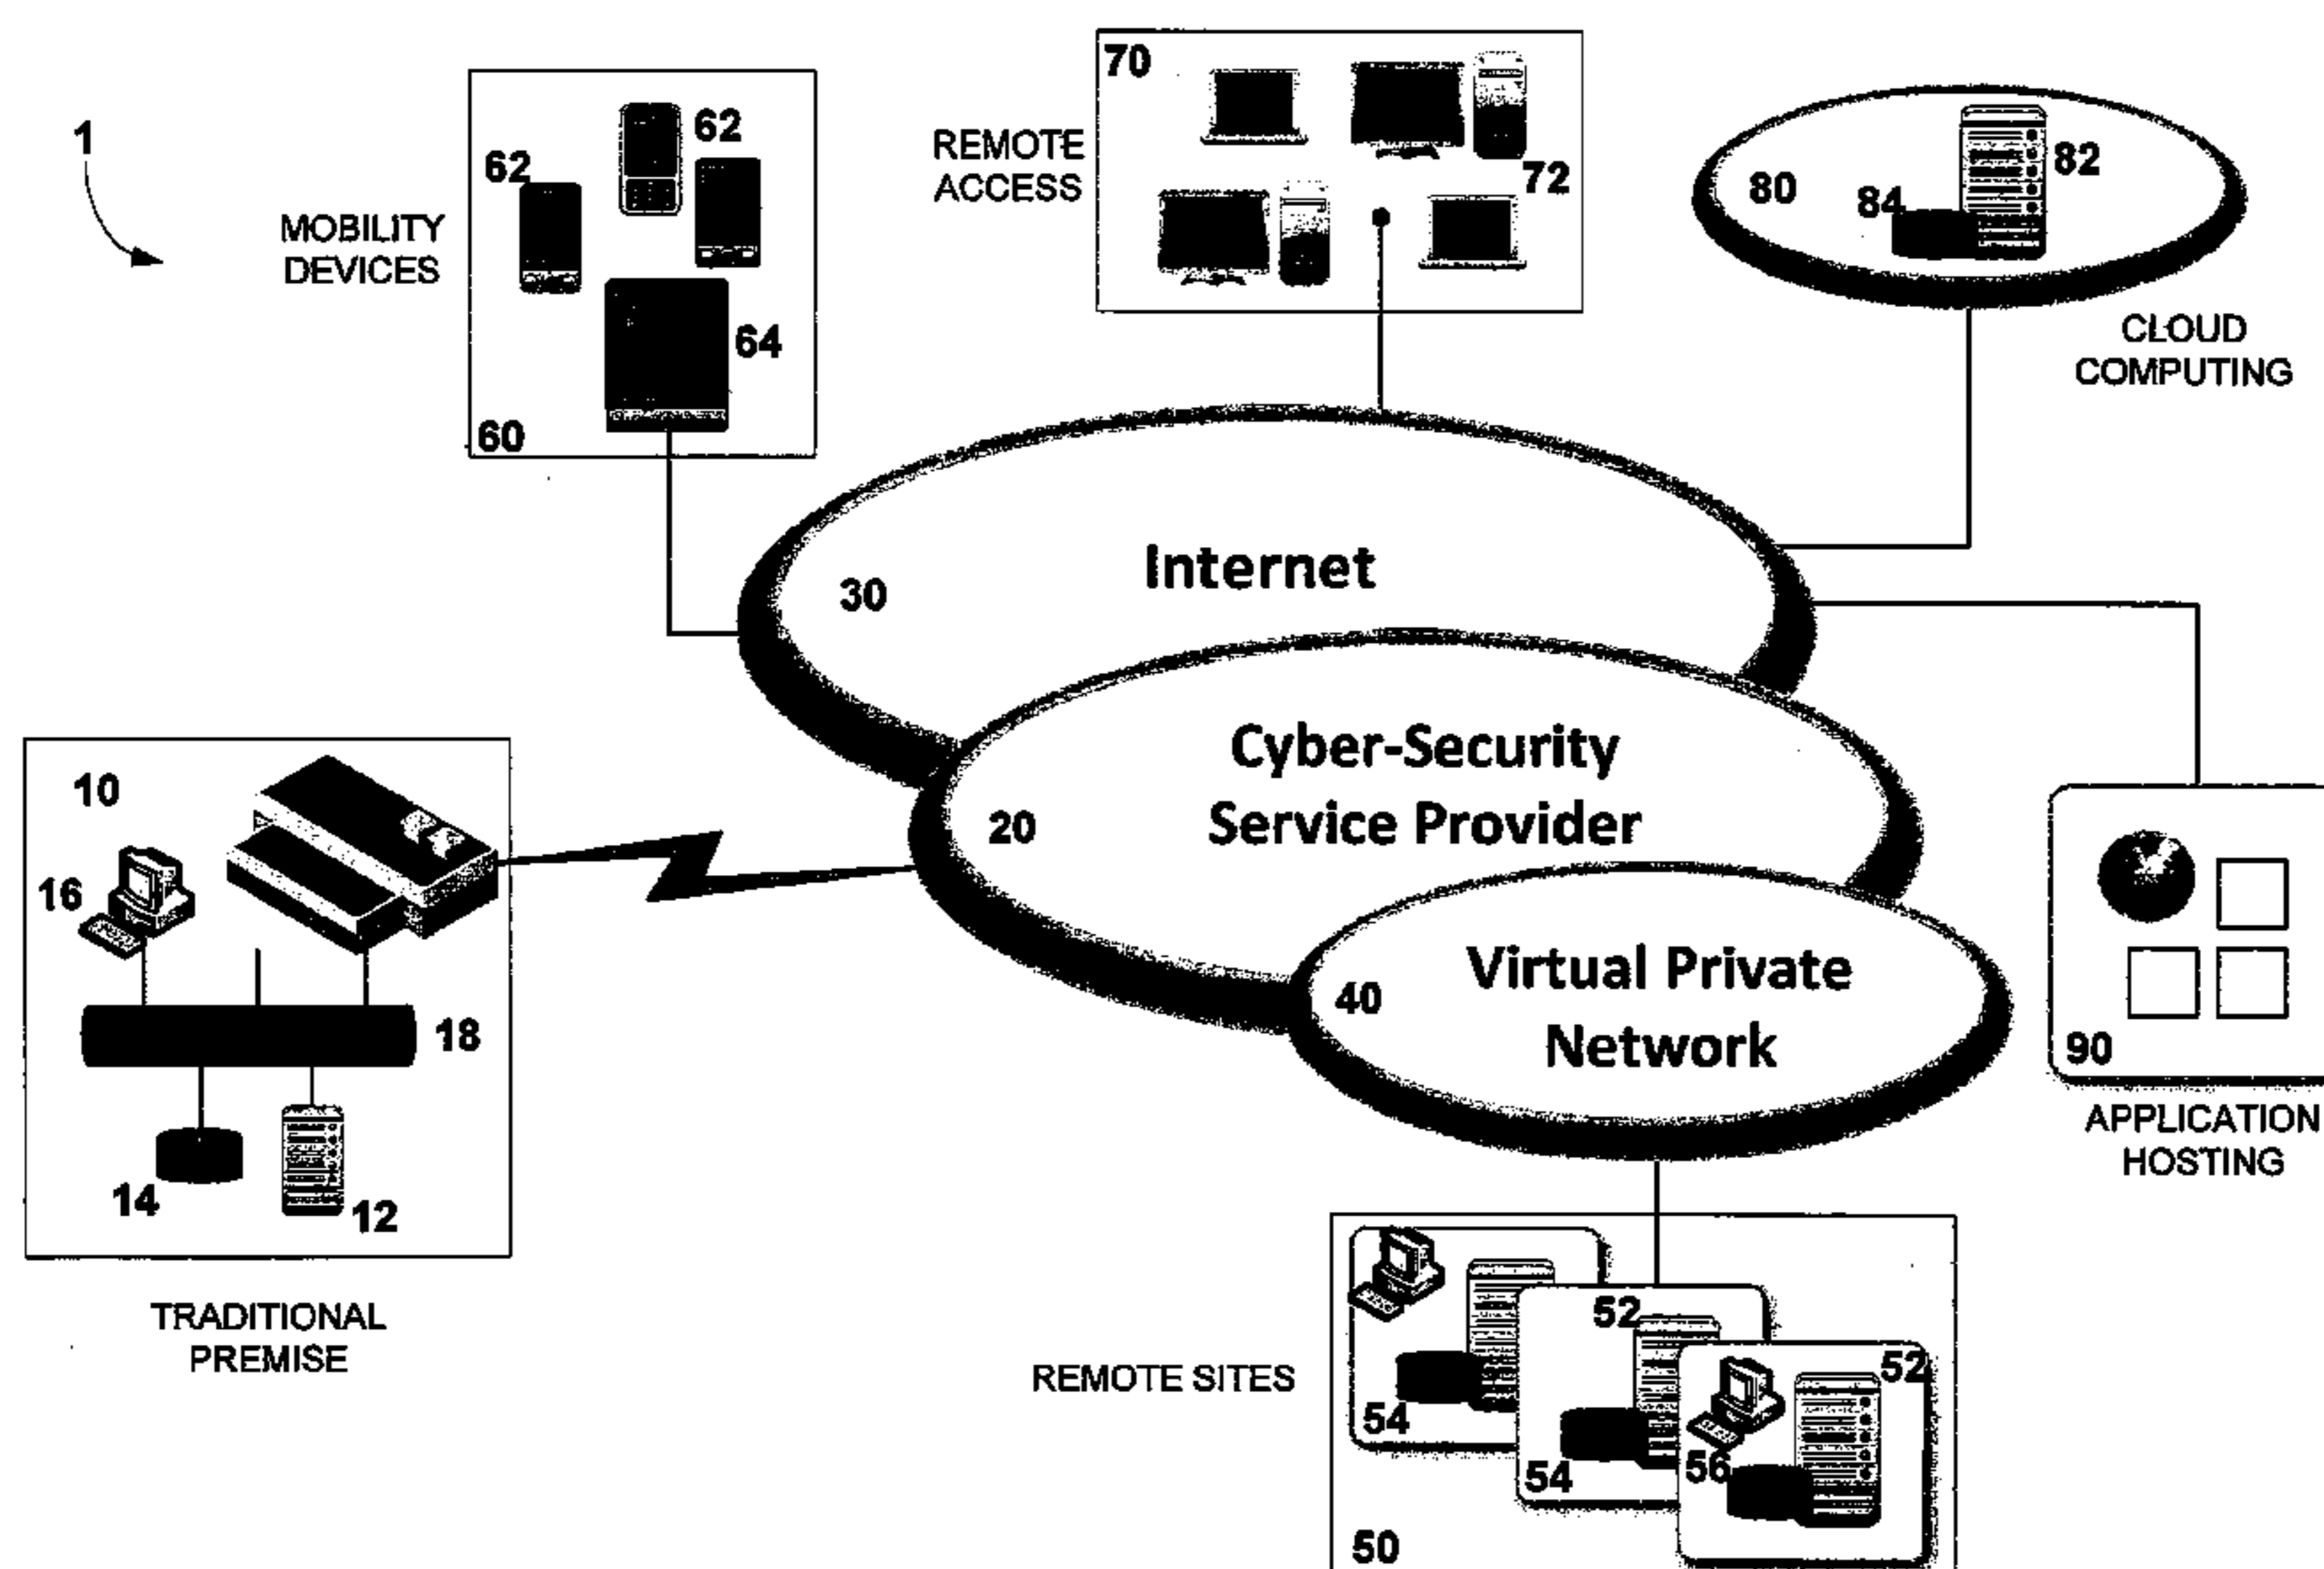 1
MOBILITY
DEVICES
62
62
64
60
70
REMOTE
ACCESS
72
80
84
82
CLOUD
COMPUTING
Internet
30
Cyber-Security
Service Provider
20
Virtual Private
Network
40
10
16
18
14
12
TRADITIONAL
PREMISE
90
APPLICATION
HOSTING
REMOTE SITES
52
52
54
54
56
50